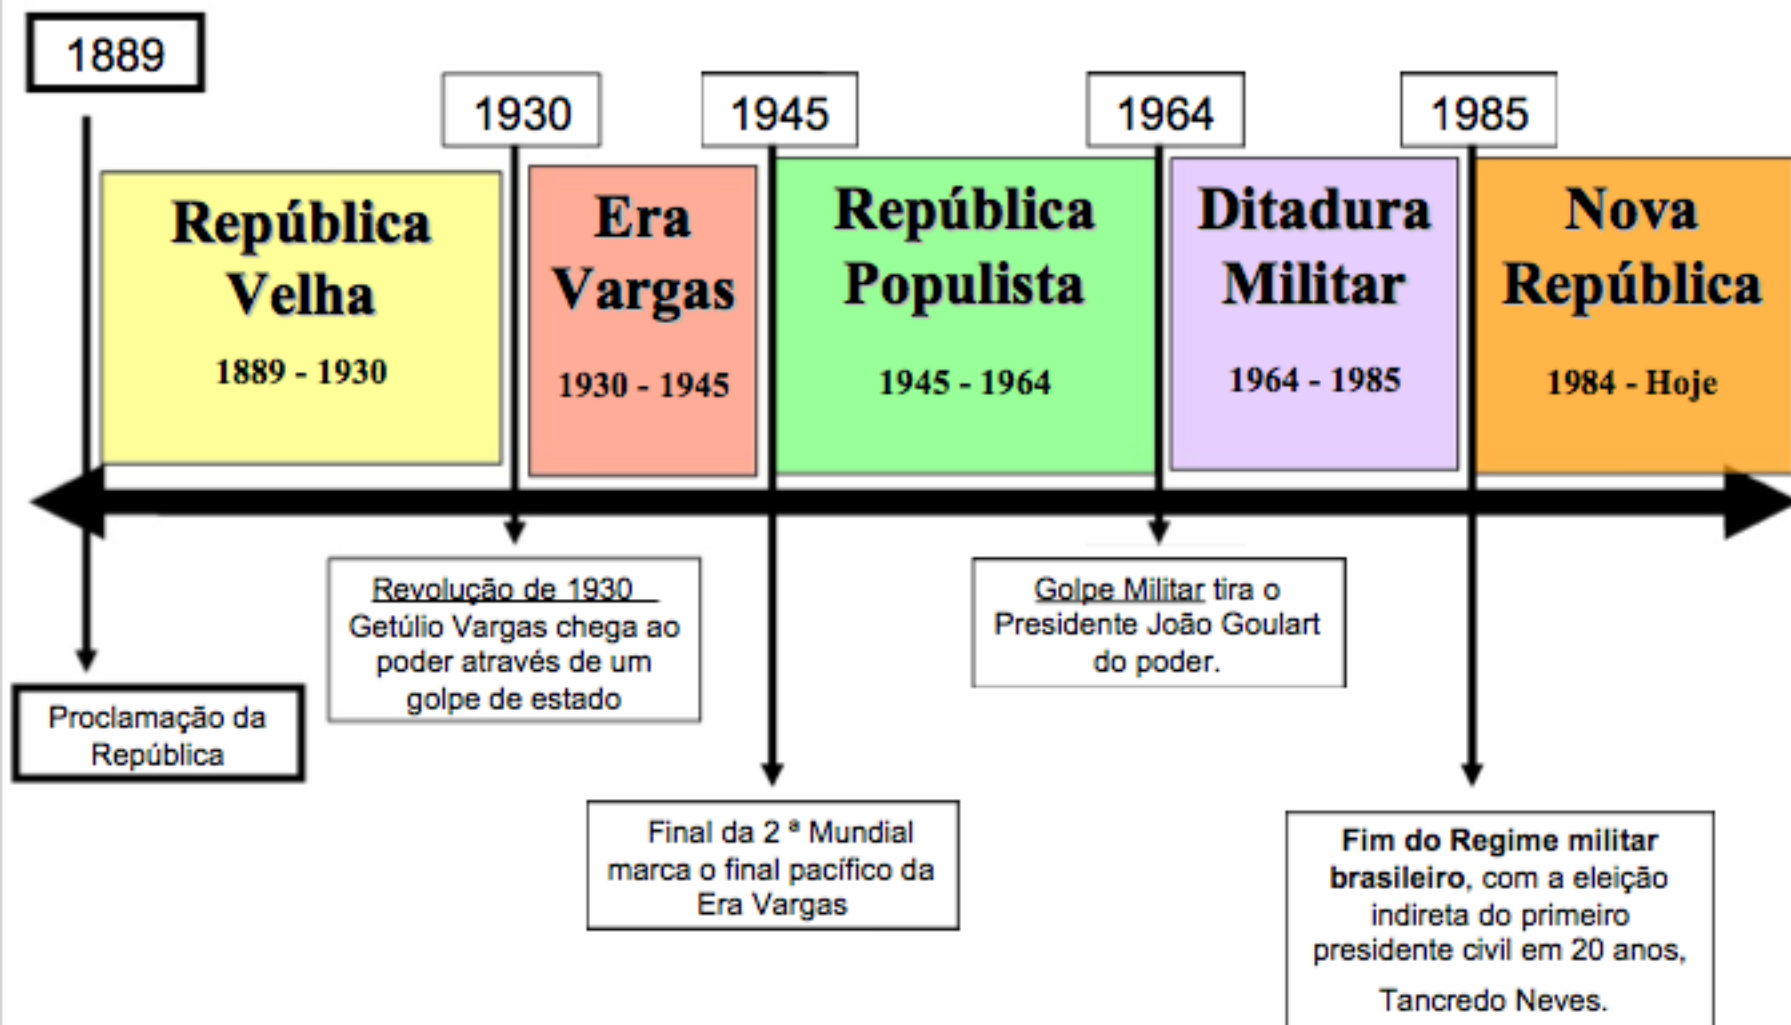 1889
1930
1945
1964
1985
República
Velha
1889 - 1930
Era
Vargas
1930 - 1945
República
Populista
1945 - 1964
Ditadura
Militar
1964 - 1985
Nova
República
1984 - Hoje
Proclamação da
República
Revolução de 1930
Getúlio Vargas chega ao
poder através de um
golpe de estado
Final da 2 ª Mundial
marca o final pacífico da
Era Vargas
Golpe Militar tira o
Presidente João Goulart
do poder.
Fim do Regime militar
brasileiro, com a eleição
indireta do primeiro
presidente civil em 20 anos,
Tancredo Neves.